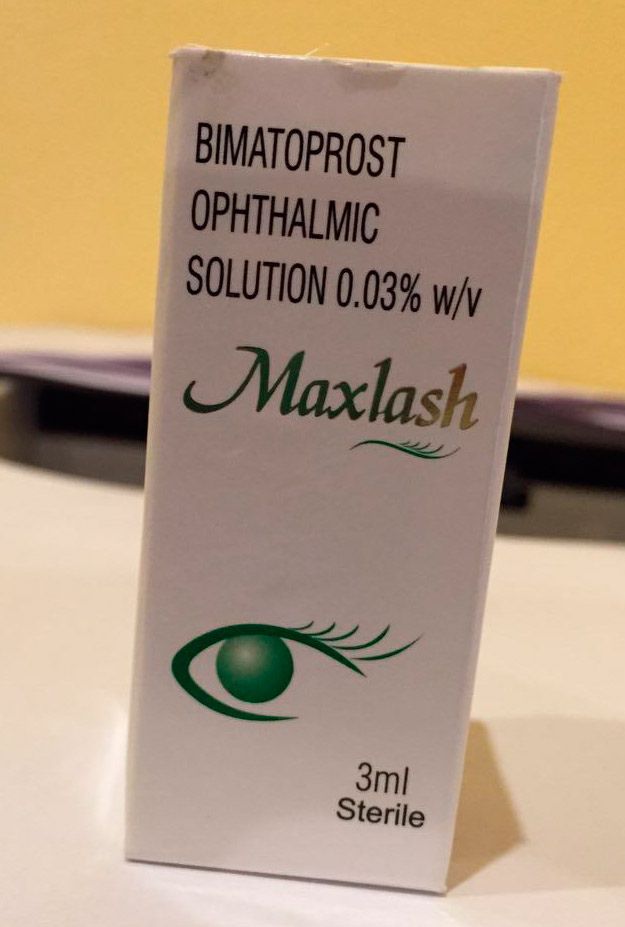 BIMATOPROST
OPHTHALMIC
SOLUTION 0.03% w/v
Maxlash
3ml
Sterile